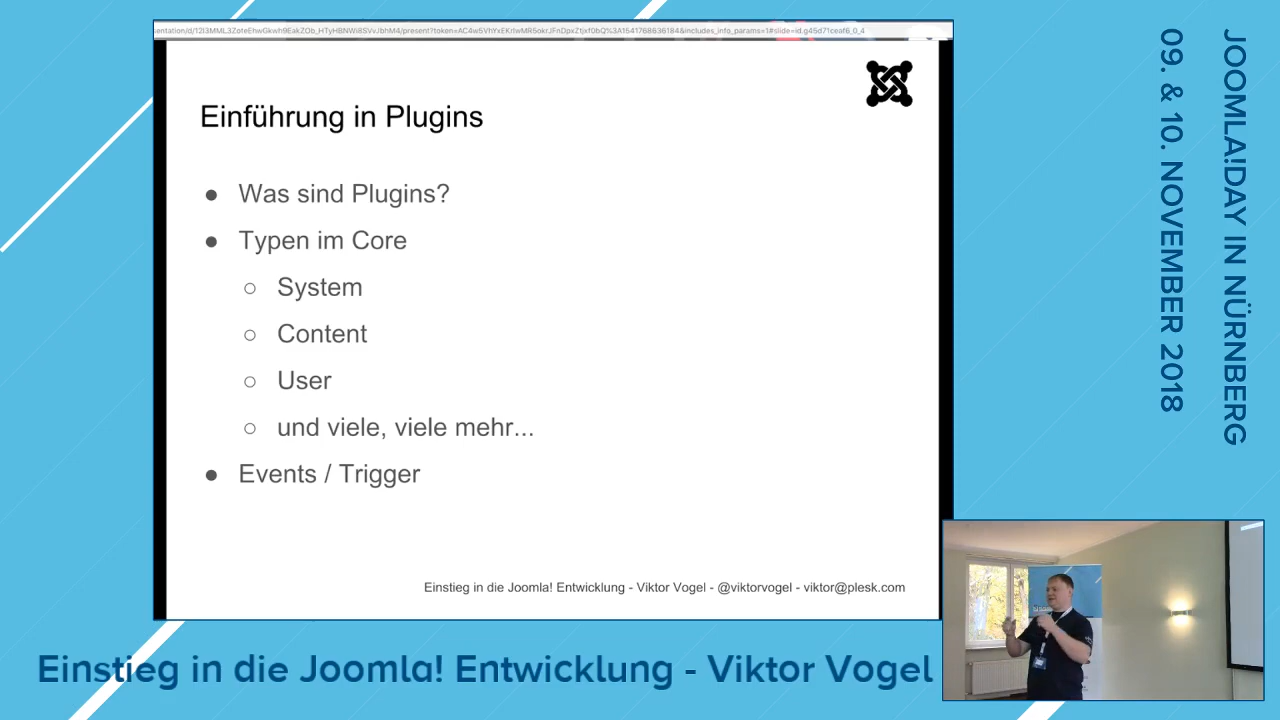 Einführung in Plugins
● Was sind Plugins?
● Typen im Core
○ System
○ Content
○ User
○ und viele, viele mehr...
● Events / Trigger
Einstieg in die Joomla! Entwicklung - Viktor Vogel - @viktorvogel - viktor@plesk.com
JOOMLA!DAY IN NÜRNBERG
09. & 10. NOVEMBER 2018
Einstieg in die Joomla! Entwicklung - Viktor Vogel